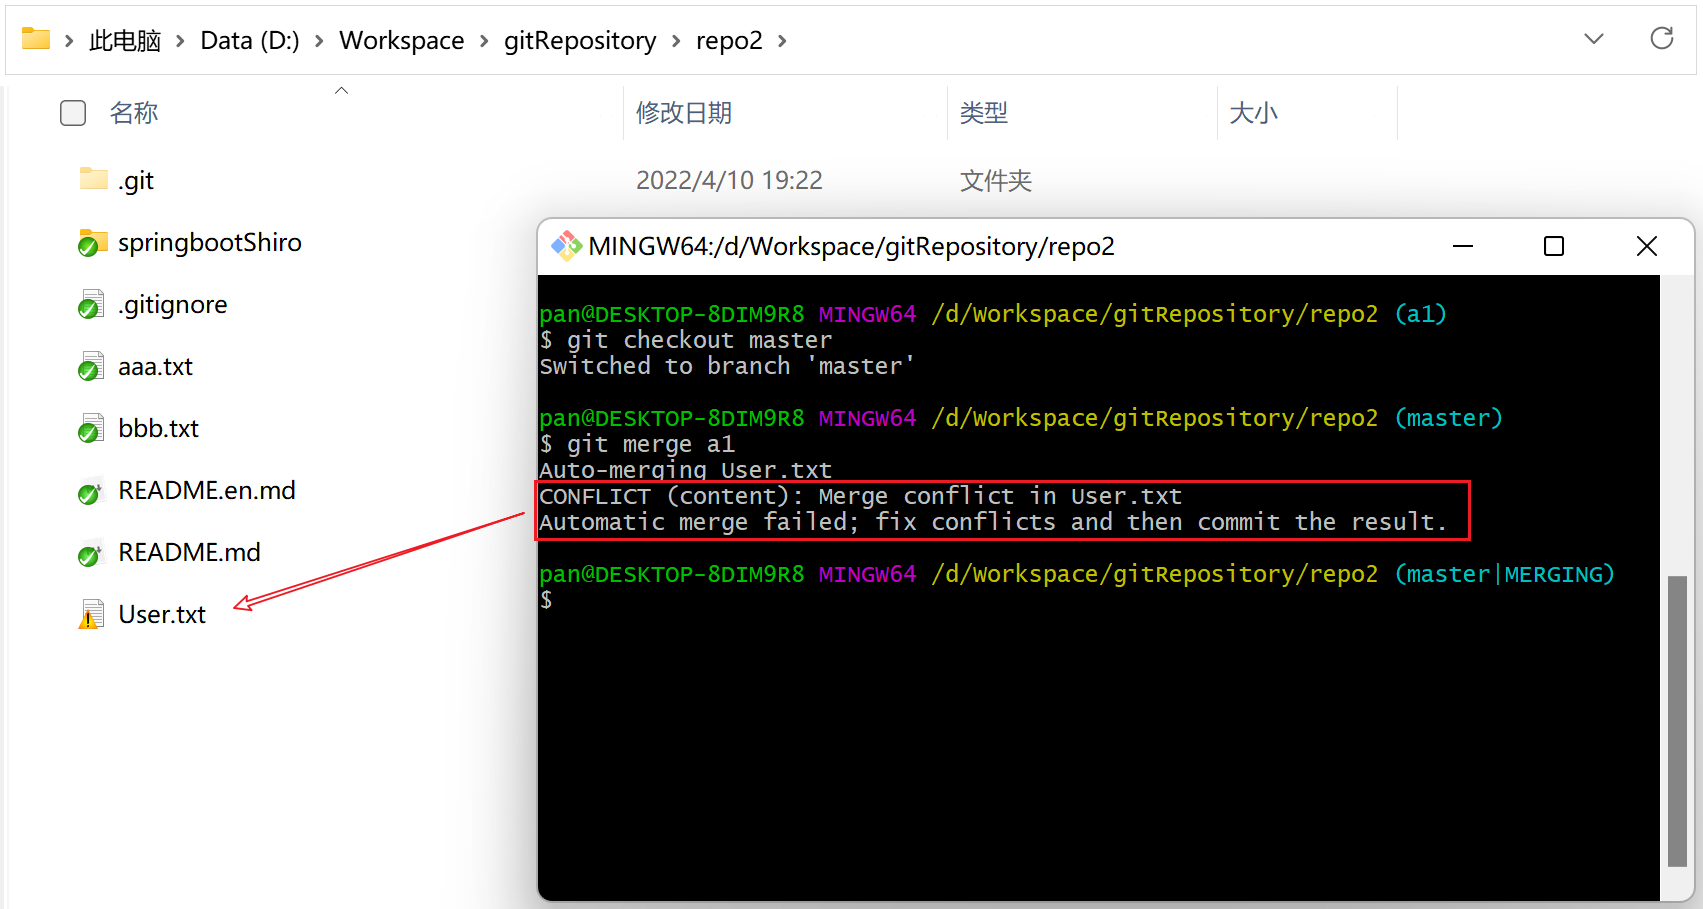 此电脑 > Data (D:) > Workspace > gitRepository > repo2 >
名称 修改日期 类型 大小
.git 2022/4/10 19:22 文件夹
springbootShiro
.gitignore
aaa.txt
bbb.txt
README.en.md
README.md
User.txt
MINGW64:/d/Workspace/gitRepository/repo2
pan@DESKTOP-8DIM9R8 MINGW64 /d/Workspace/gitRepository/repo2 (a1)
$ git checkout master
Switched to branch 'master'
pan@DESKTOP-8DIM9R8 MINGW64 /d/Workspace/gitRepository/repo2 (master)
$ git merge a1
Auto-merging User.txt
CONFLICT (content): Merge conflict in User.txt
Automatic merge failed; fix conflicts and then commit the result.
pan@DESKTOP-8DIM9R8 MINGW64 /d/Workspace/gitRepository/repo2 (master|MERGING)
$